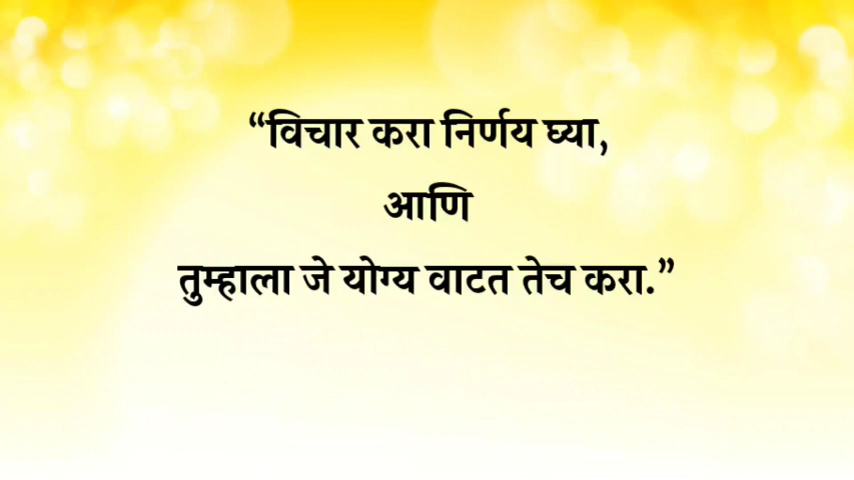 “विचार करा निर्णय घ्या,
आणि
तुम्हाला जे योग्य वाटत तेच करा.”